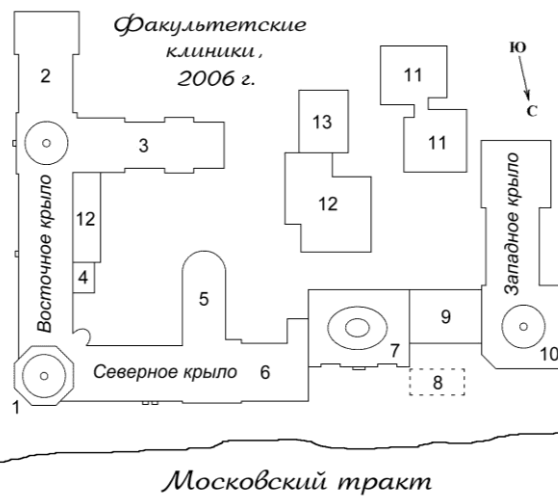 Факультетские
клиники,
2006 г.
Ю
С
2
11
13
11
3
12
12
4
Восточное крыло
Западное крыло
5
9
7
10
Северное крыло
6
8
1
Московский тракт